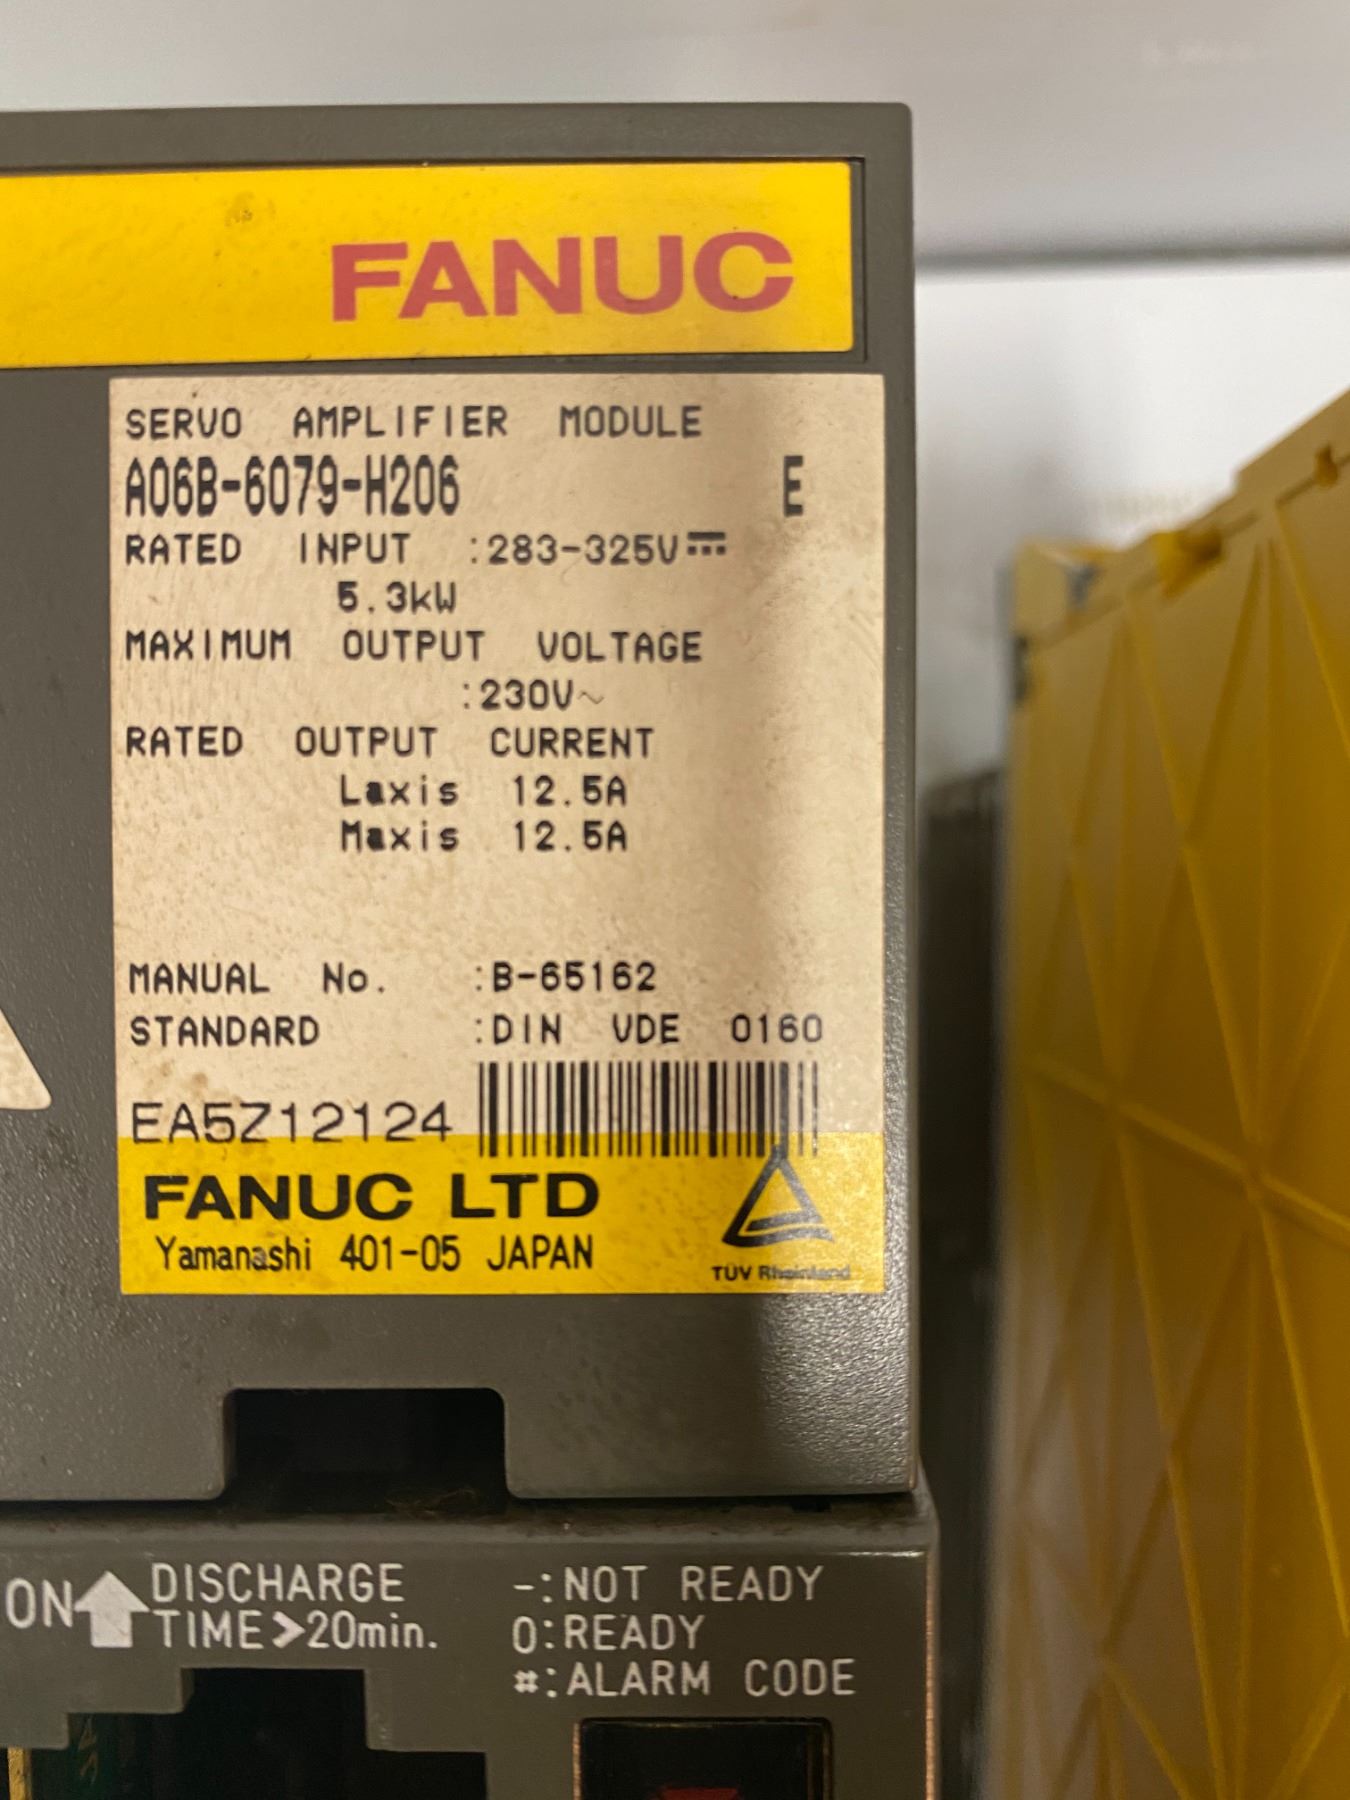 FANUC
SERVO AMPLIFIER MODULE
A06B-6079-H206 E
RATED INPUT :283-325V⎓
5.3kW
MAXIMUM OUTPUT VOLTAGE
:230V~
RATED OUTPUT CURRENT
Laxis 12.5A
Maxis 12.5A
MANUAL No. :B-65162
STANDARD :DIN VDE 0160
EA5Z12124
FANUC LTD
Yamanashi 401-05 JAPAN
TÜV Rheinland
ON DISCHARGE
TIME>20min.
-:NOT READY
0:READY
#:ALARM CODE